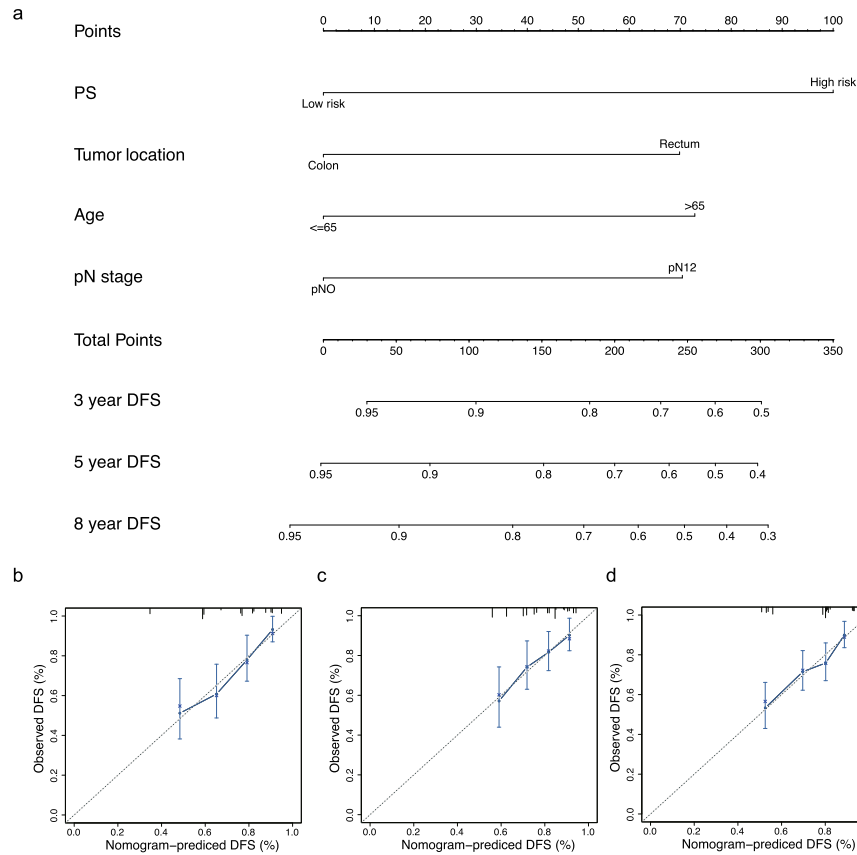 a
Points 0 10 20 30 40 50 60 70 80 90 100
PS Low risk High risk
Tumor location Colon Rectum
Age <=65 >65
pN stage pNO pN12
Total Points 0 50 100 150 200 250 300 350
3 year DFS 0.95 0.9 0.8 0.7 0.6 0.5
5 year DFS 0.95 0.9 0.8 0.7 0.6 0.5 0.4
8 year DFS 0.95 0.9 0.8 0.7 0.6 0.5 0.4 0.3
b
Observed DFS (%)
0.0 0.2 0.4 0.6 0.8 1.0
0.0 0.2 0.4 0.6 0.8 1.0
Nomogram-prediced DFS (%)
c
Observed DFS (%)
0.0 0.2 0.4 0.6 0.8 1.0
0.0 0.2 0.4 0.6 0.8 1.0
Nomogram-prediced DFS (%)
d
Observed DFS (%)
0.0 0.2 0.4 0.6 0.8 1.0
0.0 0.2 0.4 0.6 0.8
Nomogram-prediced DFS (%)